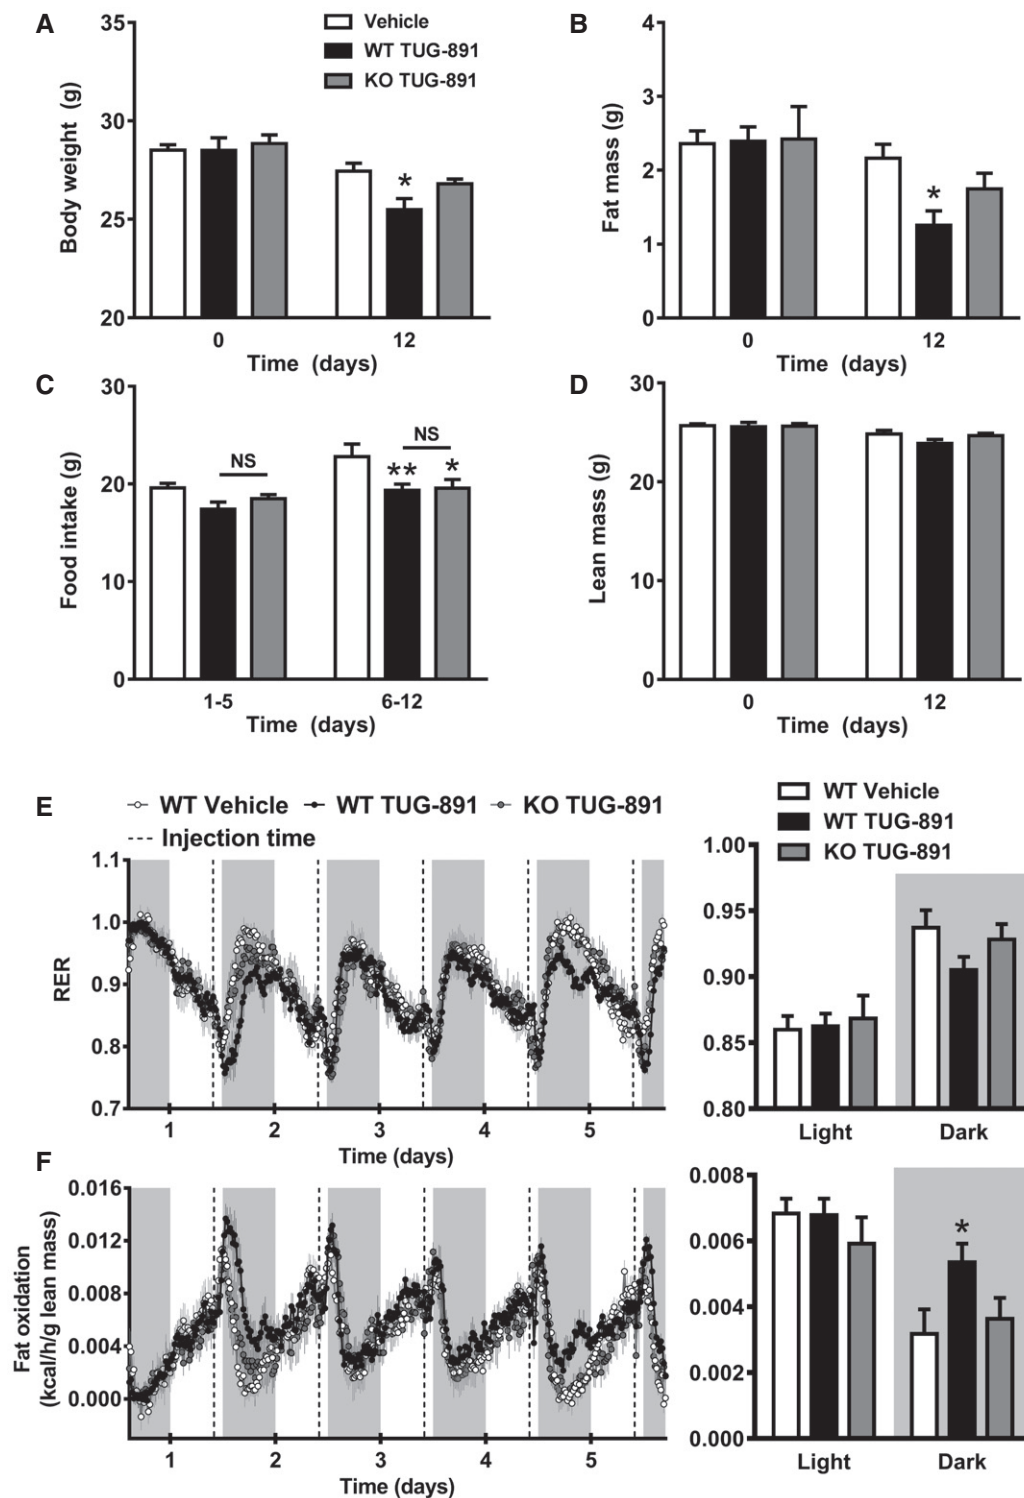 A
Body weight (g)
35
30
25
20
Vehicle
WT TUG-891
KO TUG-891
*
0
12
Time (days)
B
Fat mass (g)
4
3
2
1
0
*
0
12
Time (days)
C
Food intake (g)
30
20
10
0
NS
NS
**
*
1-5
6-12
Time (days)
D
Lean mass (g)
30
20
10
0
0
12
Time (days)
E
WT Vehicle
WT TUG-891
KO TUG-891
Injection time
RER
1.1
1.0
0.9
0.8
0.7
1
2
3
4
5
Time (days)
WT Vehicle
WT TUG-891
KO TUG-891
1.00
0.95
0.90
0.85
0.80
Light
Dark
F
Fat oxidation
(kcal/h/g lean mass)
0.016
0.012
0.008
0.004
0.000
1
2
3
4
5
Time (days)
0.008
0.006
0.004
0.002
0.000
*
Light
Dark